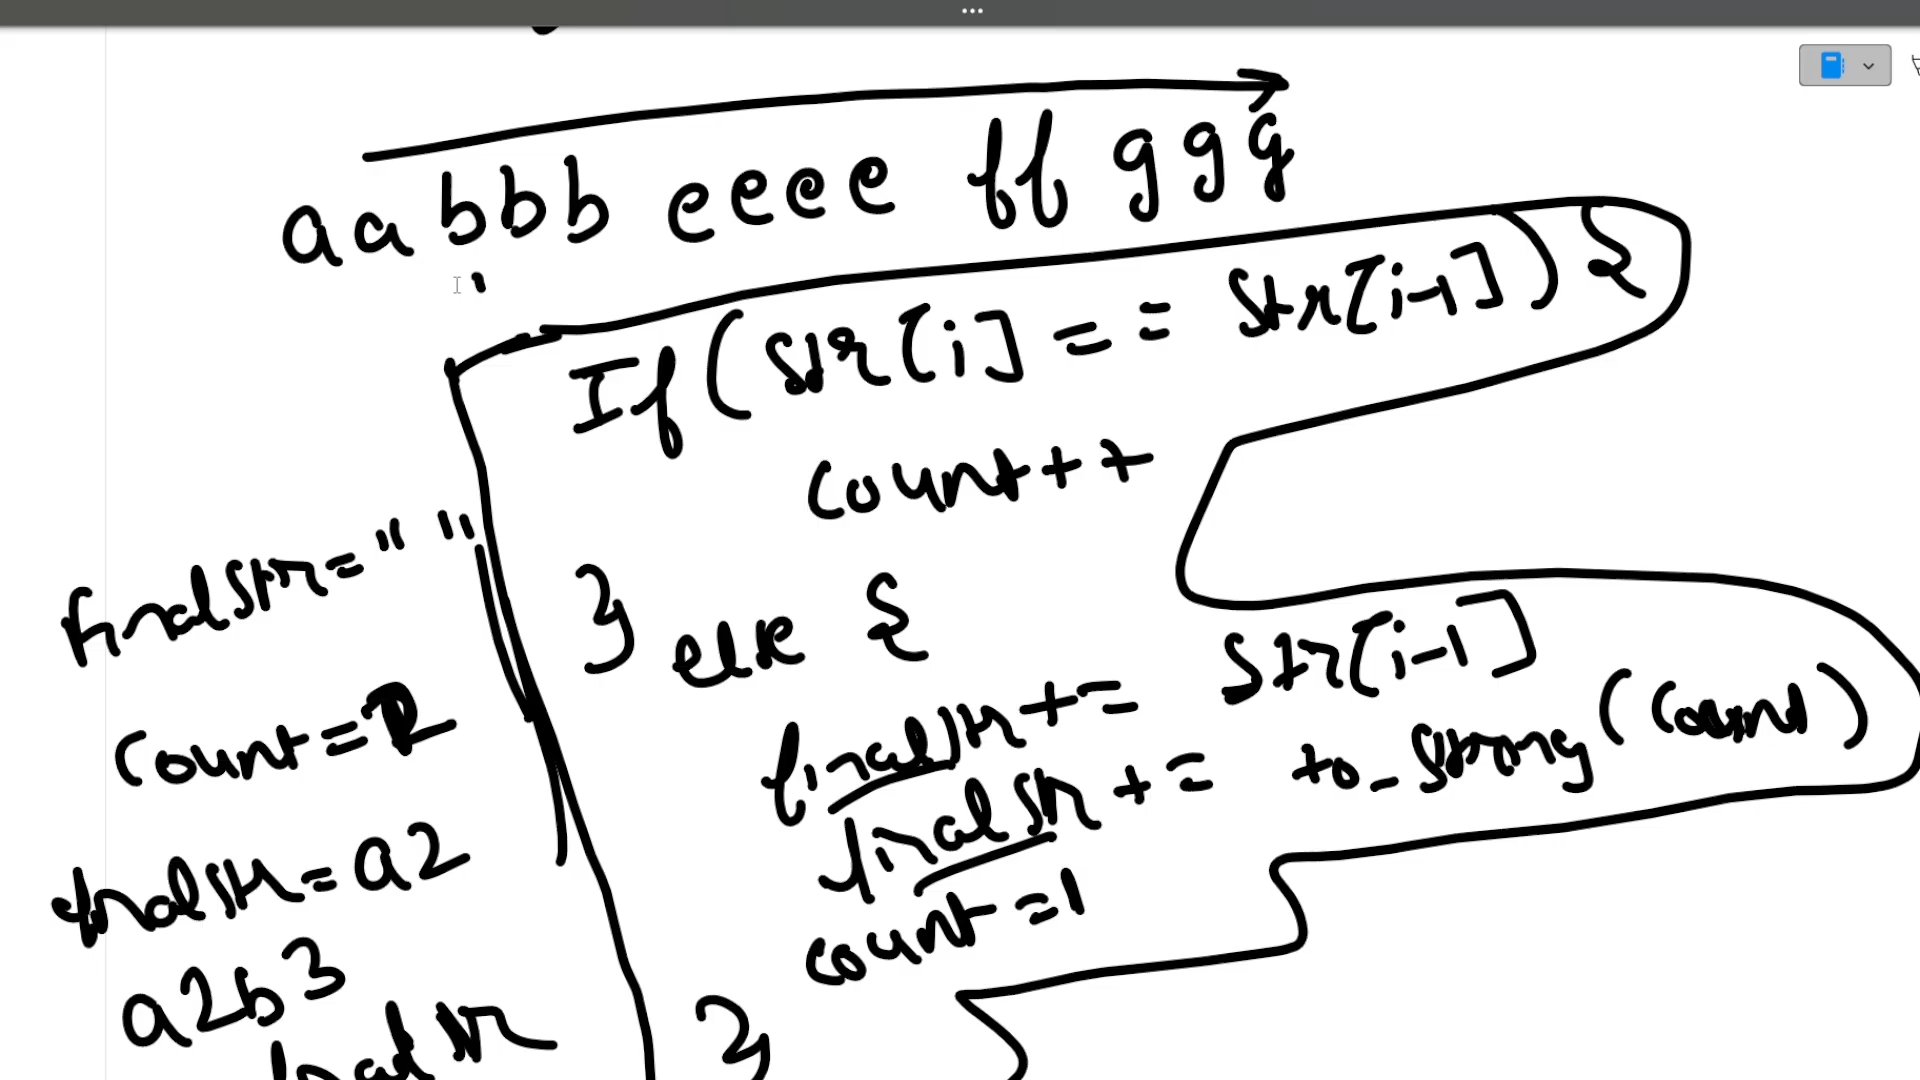 aabbb eeee ff ggg
If (str[i] == str[i-1]) {
count++
finalstr = " "
} else {
finalstr += str[i-1]
count = 2
finalstr += to_string(count)
finalstr = a2
count = 1
a2b3
}
finalstr